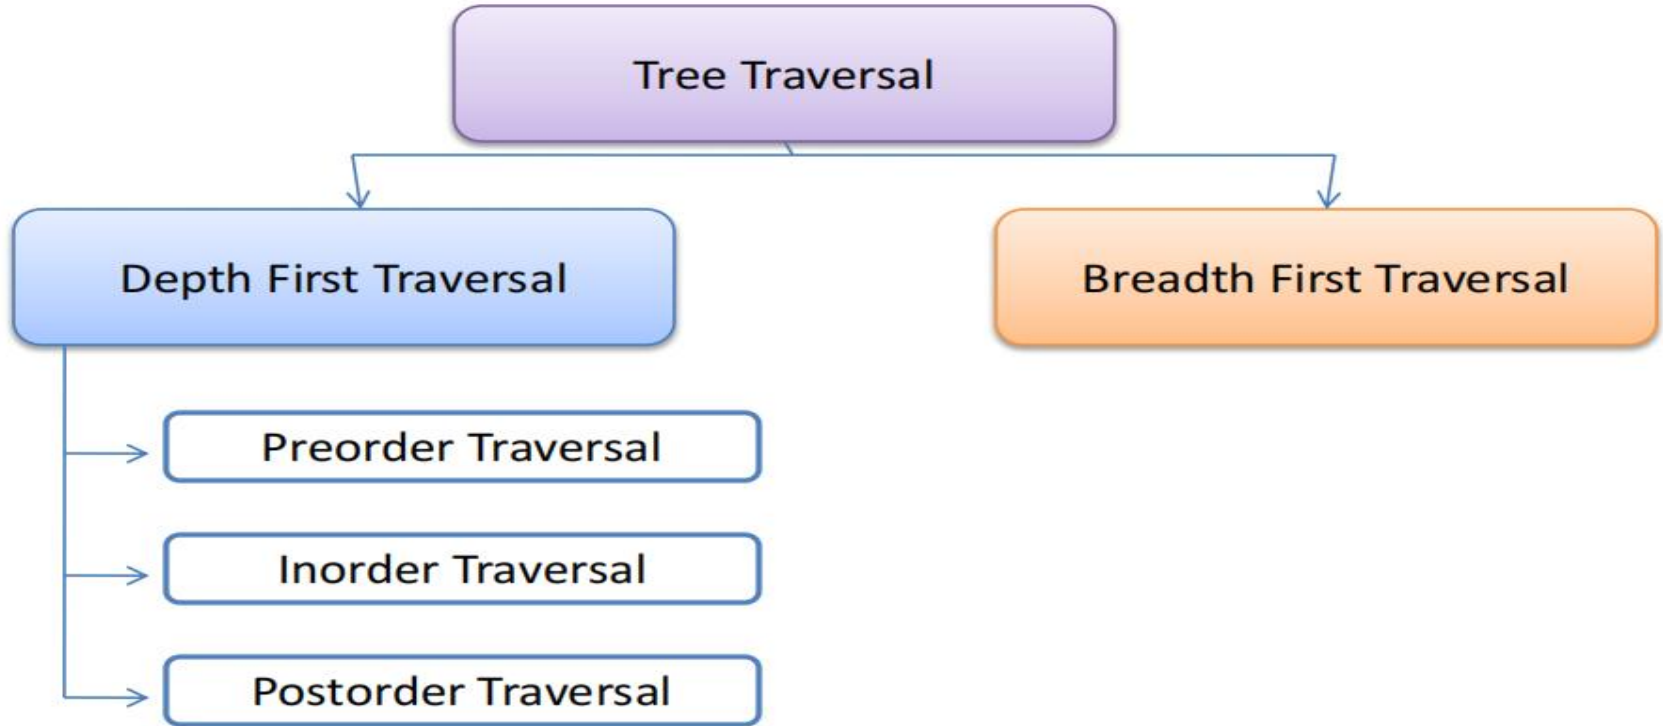 Tree Traversal
Depth First Traversal
Breadth First Traversal
Preorder Traversal
Inorder Traversal
Postorder Traversal